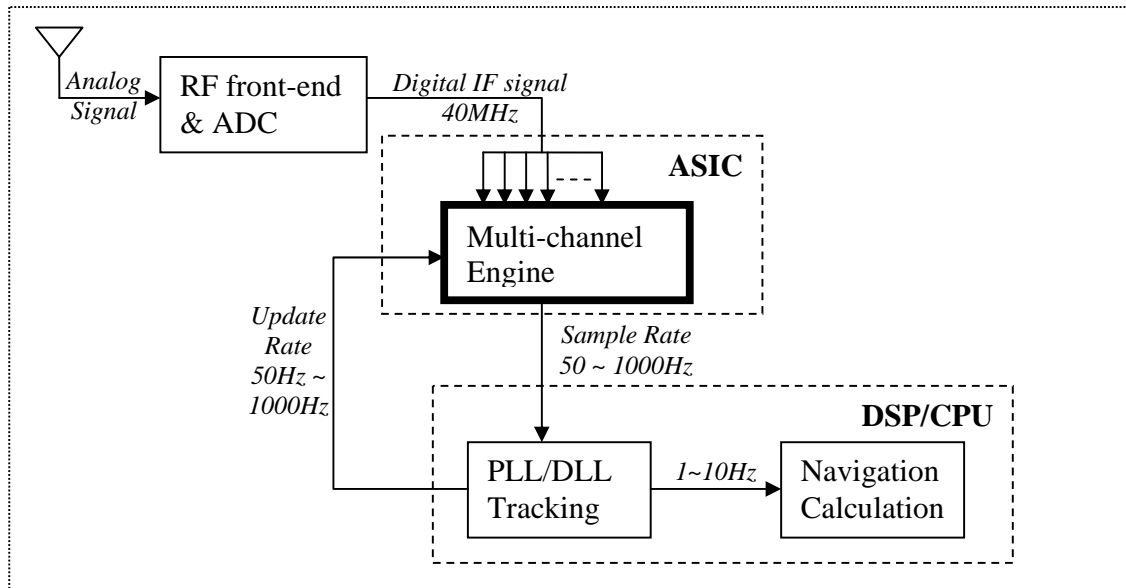 Analog
Signal
RF front-end
& ADC
Digital IF signal
40MHz
ASIC
Multi-channel
Engine
Update
Rate
50Hz ~
1000Hz
Sample Rate
50 ~ 1000Hz
DSP/CPU
PLL/DLL
Tracking
1~10Hz
Navigation
Calculation